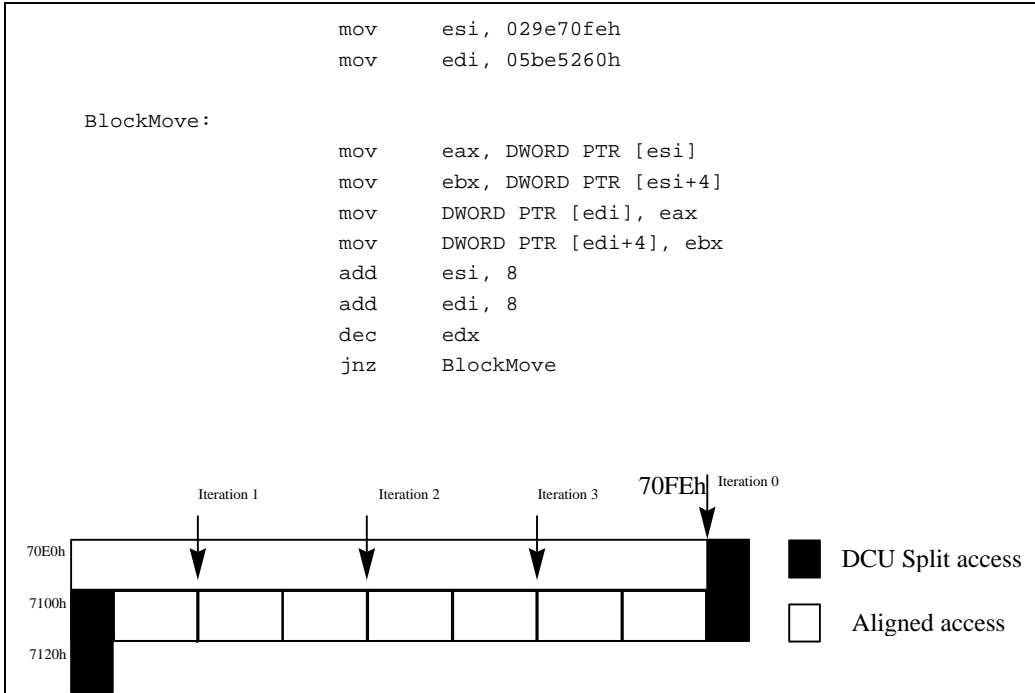 mov esi, 029e70feh
mov edi, 05be5260h
BlockMove:
mov eax, DWORD PTR [esi]
mov ebx, DWORD PTR [esi+4]
mov DWORD PTR [edi], eax
mov DWORD PTR [edi+4], ebx
add esi, 8
add edi, 8
dec edx
jnz BlockMove
Iteration 1
Iteration 2
Iteration 3
70FEh
Iteration 0
70E0h
DCU Split access
7100h
Aligned access
7120h